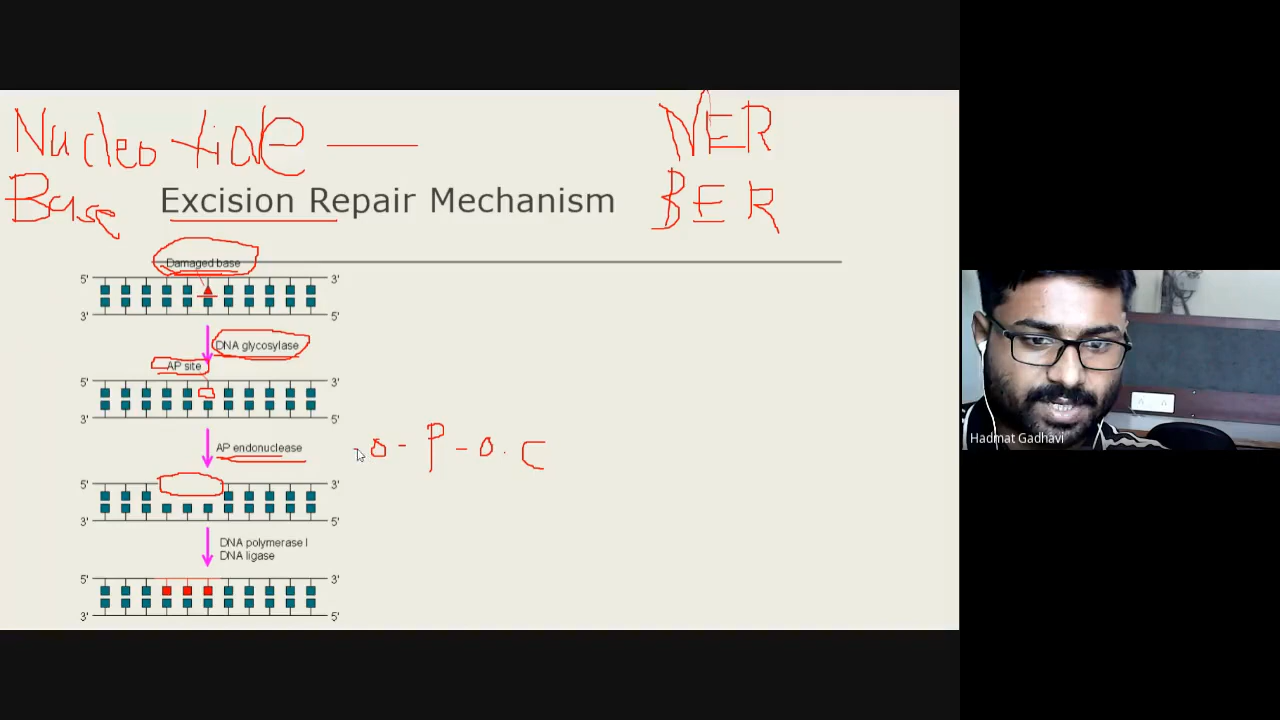 Nucleotide —
NER
Base
Excision Repair Mechanism
BER
Damaged base
5' 3'
3' 5'
DNA glycosylase
AP site
5' 3'
3' 5'
AP endonuclease
O - P - O . C
5' 3'
3' 5'
DNA polymerase I
DNA ligase
5' 3'
3' 5'
Hadmat Gadhavi